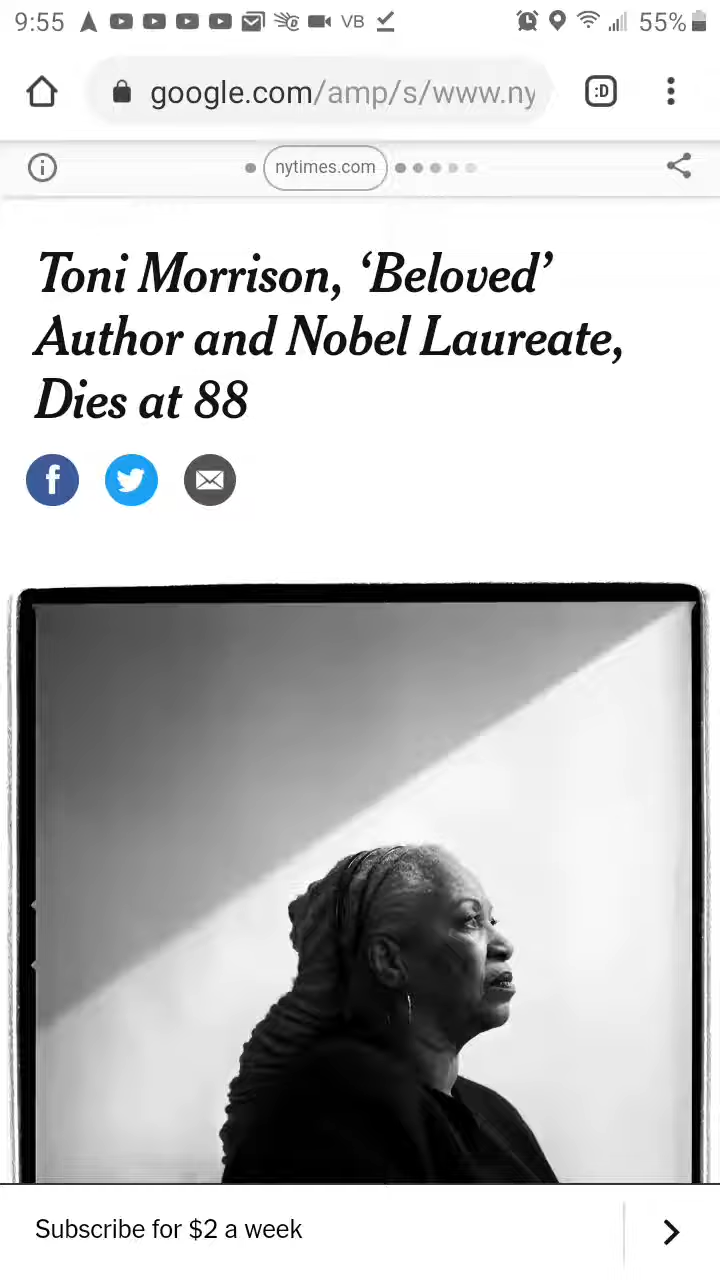 9:55 VB 55%
google.com/amp/s/www.ny :D
nytimes.com
Toni Morrison, ‘Beloved’
Author and Nobel Laureate,
Dies at 88
Subscribe for $2 a week